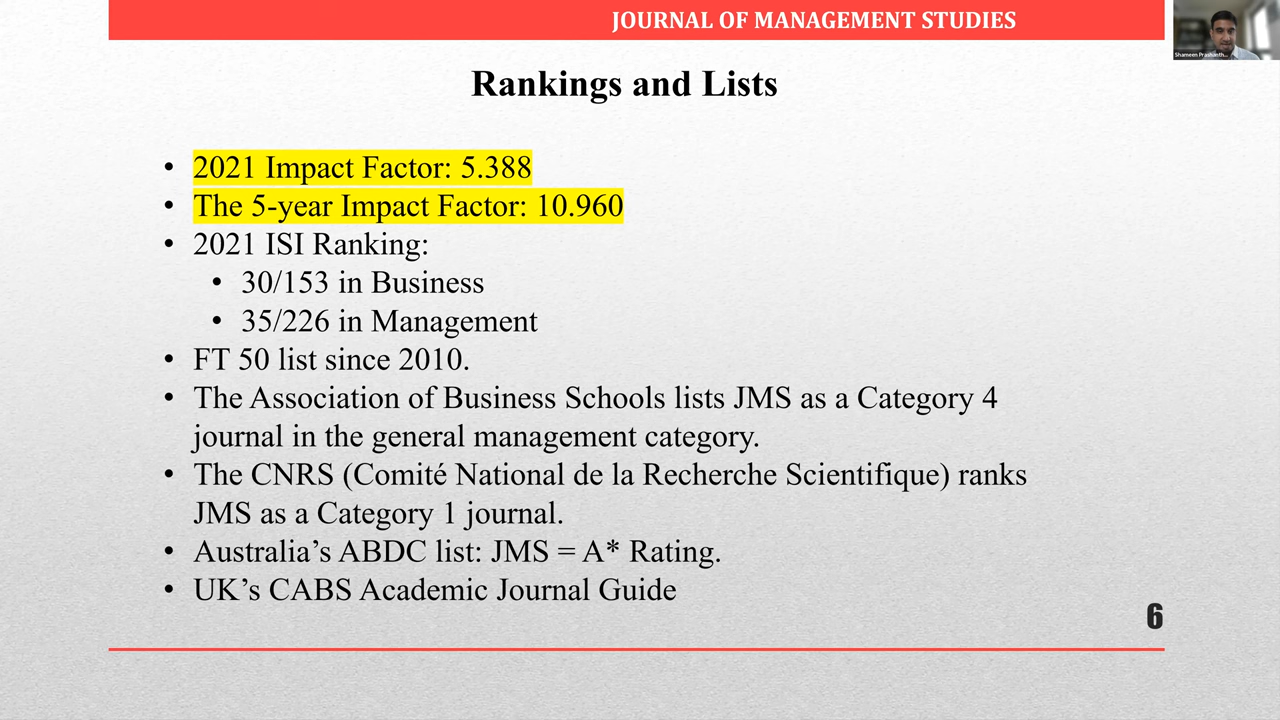 JOURNAL OF MANAGEMENT STUDIES
Shameen Prashanth...
Rankings and Lists
• 2021 Impact Factor: 5.388
• The 5-year Impact Factor: 10.960
• 2021 ISI Ranking:
• 30/153 in Business
• 35/226 in Management
• FT 50 list since 2010.
• The Association of Business Schools lists JMS as a Category 4
journal in the general management category.
• The CNRS (Comité National de la Recherche Scientifique) ranks
JMS as a Category 1 journal.
• Australia’s ABDC list: JMS = A* Rating.
• UK’s CABS Academic Journal Guide
6